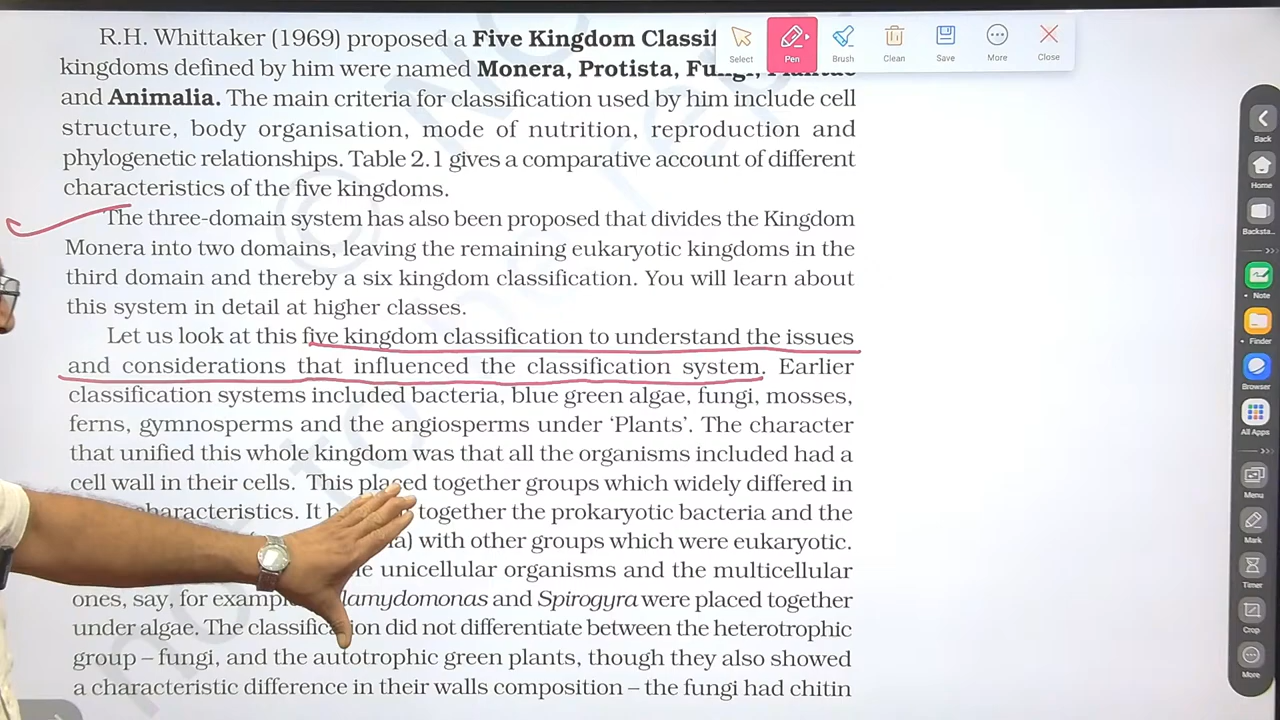 R.H. Whittaker (1969) proposed a Five Kingdom Classif
kingdoms defined by him were named Monera, Protista, Fungi, Plantae
and Animalia. The main criteria for classification used by him include cell
structure, body organisation, mode of nutrition, reproduction and
phylogenetic relationships. Table 2.1 gives a comparative account of different
characteristics of the five kingdoms.
The three-domain system has also been proposed that divides the Kingdom
Monera into two domains, leaving the remaining eukaryotic kingdoms in the
third domain and thereby a six kingdom classification. You will learn about
this system in detail at higher classes.
Let us look at this five kingdom classification to understand the issues
and considerations that influenced the classification system. Earlier
classification systems included bacteria, blue green algae, fungi, mosses,
ferns, gymnosperms and the angiosperms under ‘Plants’. The character
that unified this whole kingdom was that all the organisms included had a
cell wall in their cells. This placed together groups which widely differed in
characteristics. It together the prokaryotic bacteria and the
with other groups which were eukaryotic.
unicellular organisms and the multicellular
ones, say, for example lamydomonas and Spirogyra were placed together
under algae. The classification did not differentiate between the heterotrophic
group – fungi, and the autotrophic green plants, though they also showed
a characteristic difference in their walls composition – the fungi had chitin
Select
Pen
Brush
Clean
Save
More
Close
Back
Home
Backsta...
Note
Finder
Browser
All Apps
Menu
Mark
Timer
Crop
More